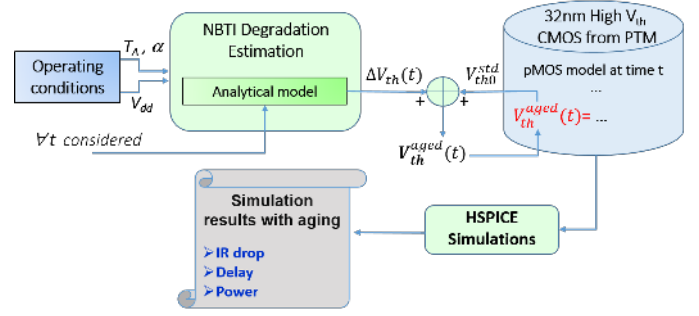 NBTI Degradation
Estimation
Analytical model
Operating
conditions
T_A, α
V_dd
∀t considered
ΔV_th(t)
+
+
V_th0^std
V_th^aged(t)
32nm High V_th
CMOS from PTM
pMOS model at time t
...
V_th^aged(t)= ...
HSPICE
Simulations
Simulation
results with aging
➢IR drop
➢Delay
➢Power